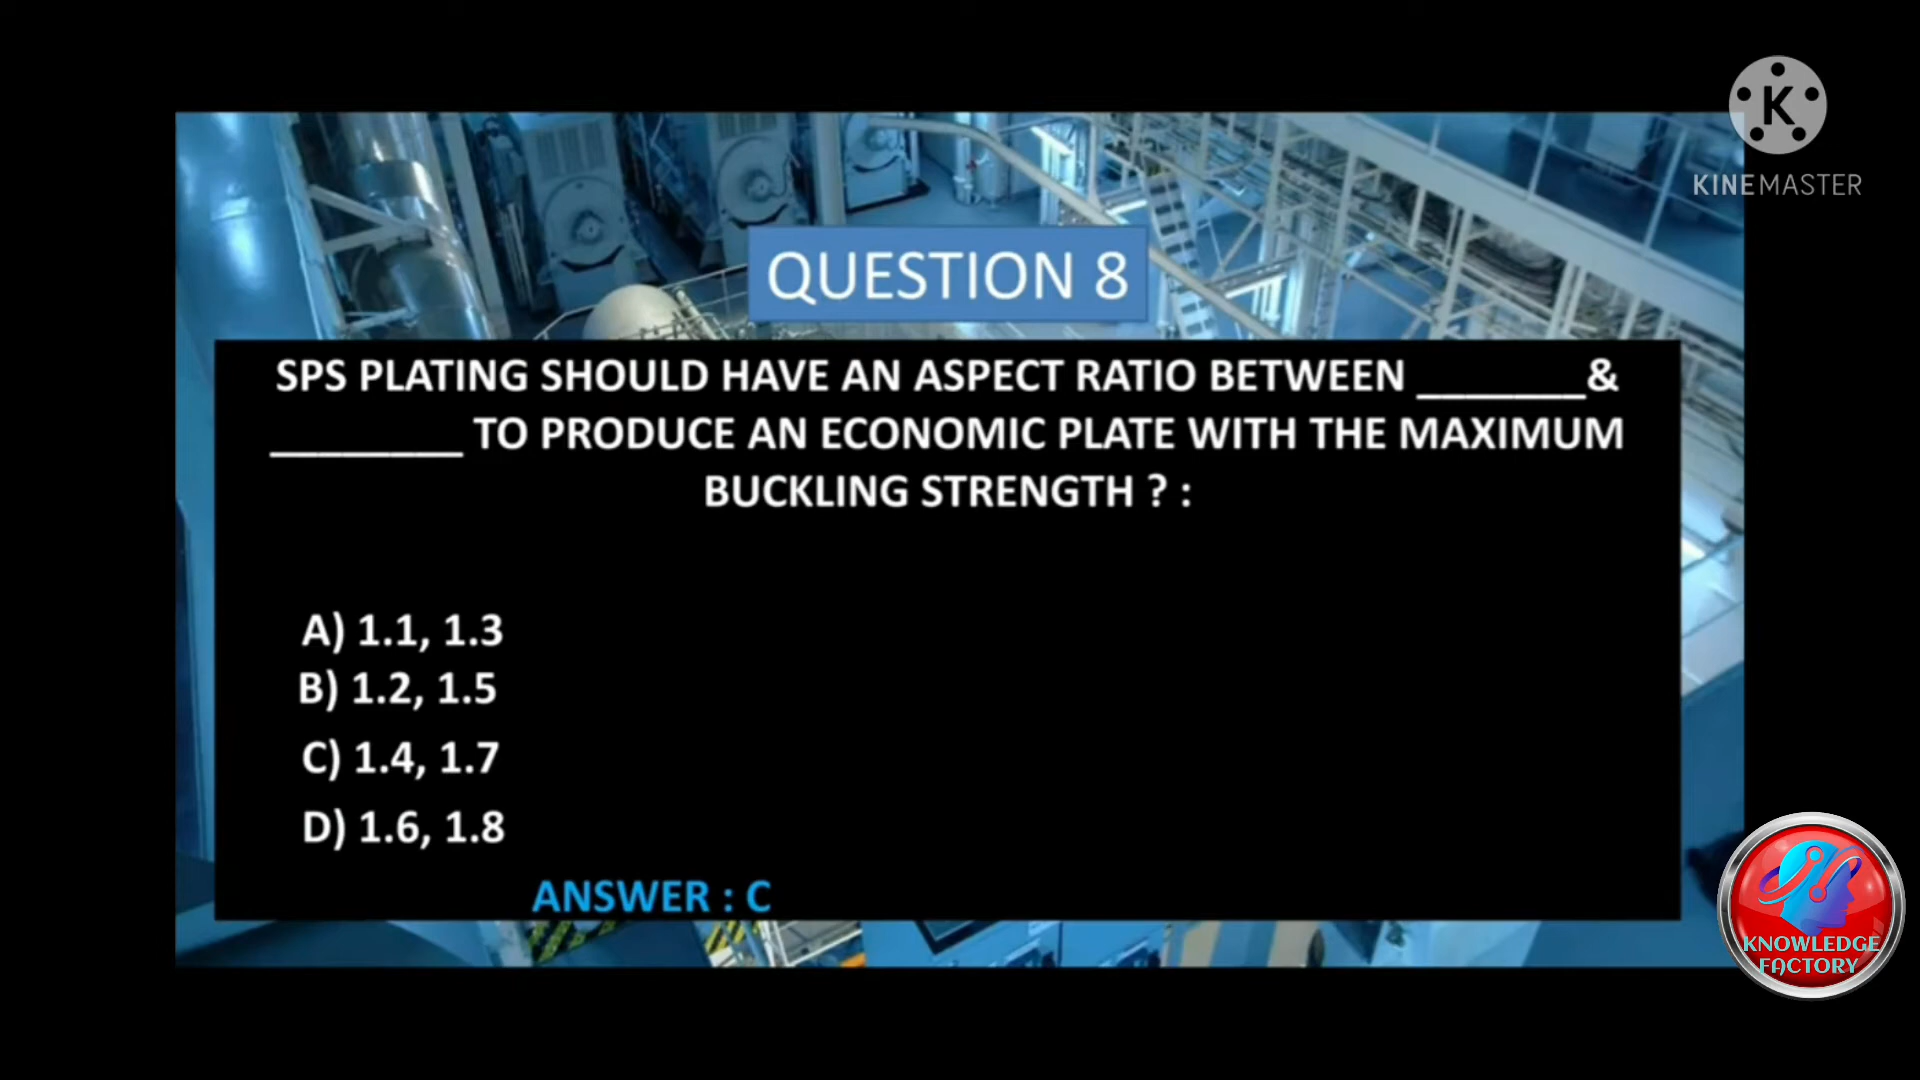 K
KINEMASTER
QUESTION 8
SPS PLATING SHOULD HAVE AN ASPECT RATIO BETWEEN _______&
________ TO PRODUCE AN ECONOMIC PLATE WITH THE MAXIMUM
BUCKLING STRENGTH ? :
A) 1.1, 1.3
B) 1.2, 1.5
C) 1.4, 1.7
D) 1.6, 1.8
ANSWER : C
KNOWLEDGE
FACTORY